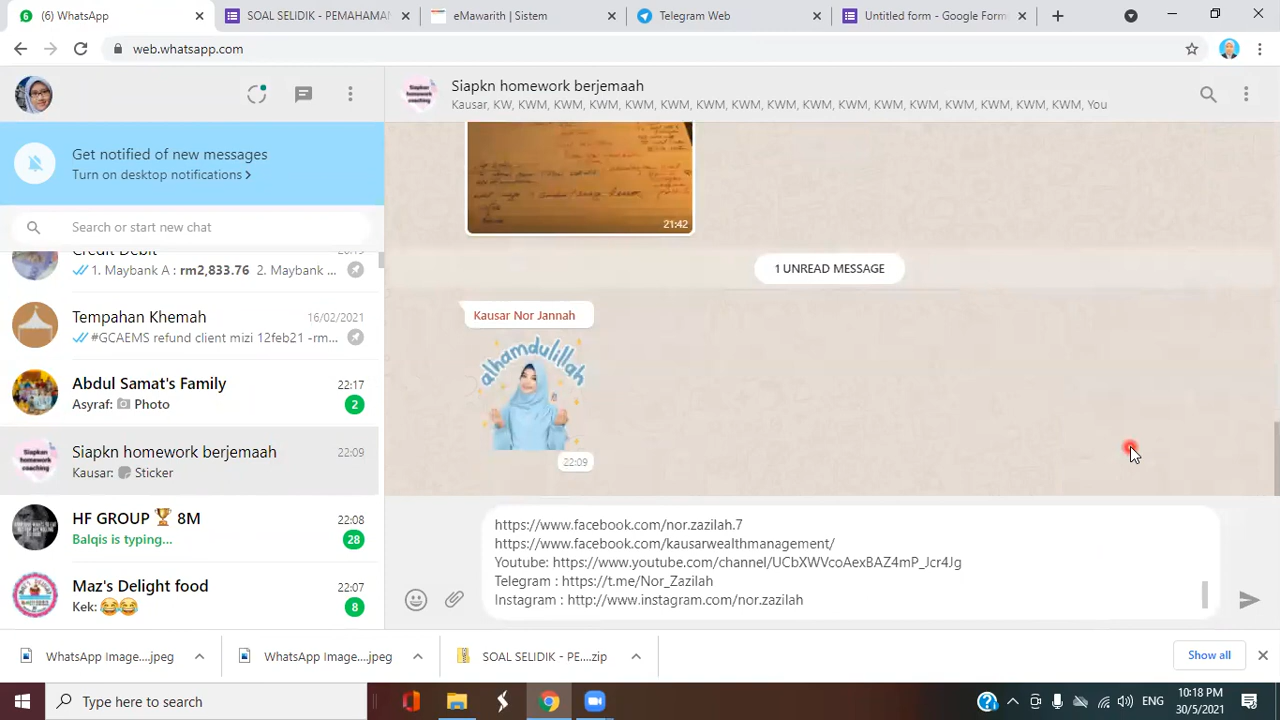 (6) WhatsApp
SOAL SELIDIK - PEMAHAMAN
eMawarith | Sistem
Telegram Web
Untitled form - Google Form
web.whatsapp.com
Get notified of new messages
Turn on desktop notifications >
Search or start new chat
Credit Debit
1. Maybank A : rm2,833.76 2. Maybank ...
Tempahan Khemah
16/02/2021
#GCAEMS refund client mizi 12feb21 -rm...
Abdul Samat's Family
22:17
Asyraf: Photo
2
Siapkn homework berjemaah
22:09
Kausar: Sticker
HF GROUP 🏆 8M
22:08
Balqis is typing...
28
Maz's Delight food
22:07
Kek: 😂😂
8
Siapkan homework coaching
Siapkn homework berjemaah
Kausar, KW, KWM, KWM, KWM, KWM, KWM, KWM, KWM, KWM, KWM, KWM, KWM, KWM, KWM, KWM, KWM, You
21:42
1 UNREAD MESSAGE
Kausar Nor Jannah
alhamdulillah
22:09
https://www.facebook.com/nor.zazilah.7
https://www.facebook.com/kausarwealthmanagement/
Youtube: https://www.youtube.com/channel/UCbXWVcoAexBAZ4mP_Jcr4Jg
Telegram : https://t.me/Nor_Zazilah
Instagram : http://www.instagram.com/nor.zazilah
WhatsApp Image....jpeg
WhatsApp Image....jpeg
SOAL SELIDIK - PE....zip
Show all
Type here to search
ENG
10:18 PM
30/5/2021